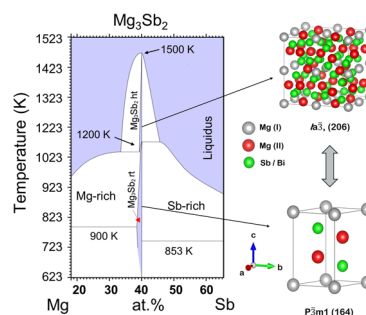 Mg₃Sb₂
1523
1423
1323
1223
1123
1023
923
823
723
623
Temperature (K)
1500 K
Mg₃Sb₂ ht
1200 K
Liquidus
Mg-rich
Mg₃Sb₂ rt
Sb-rich
900 K
853 K
20
30
40
50
60
Mg
at.%
Sb
Ia3̅, (206)
Mg (I)
Mg (II)
Sb / Bi
c
b
a
P3̅m1 (164)